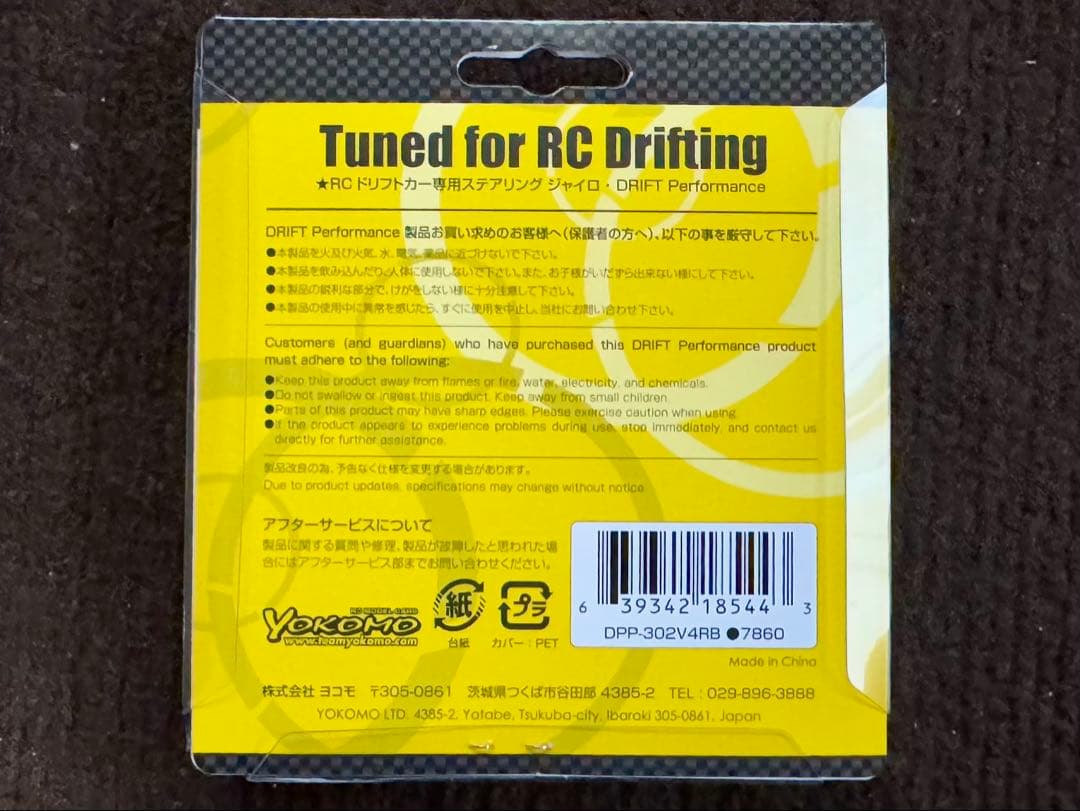 Tuned for RC Drifting
★RCドリフトカー専用ステアリング ジャイロ・DRIFT Performance
DRIFT Performance 製品お買い求めのお客様へ(保護者の方へ)、以下の事を厳守して下さい。
●本製品を火及び火気、水、電気、薬品に近づけないで下さい。
●本製品を飲み込んだり、人体に使用しないで下さい。また、お子様がいたずら出来ない様にして下さい。
●本製品の鋭利な部分で、けがをしない様に十分注意して下さい。
●本製品の使用中に異常を感じたら、すぐに使用を中止し、当社にお問い合わせ下さい。
Customers (and guardians) who have purchased this DRIFT Performance product
must adhere to the following:
●Keep this product away from flames or fire, water, electricity, and chemicals.
●Do not swallow or ingest this product. Keep away from small children.
●Parts of this product may have sharp edges. Please exercise caution when using.
●If the product appears to experience problems during use, stop immediately, and contact us
directly for further assistance.
製品改良の為、予告なく仕様を変更する場合があります。
Due to product updates, specifications may change without notice.
アフターサービスについて
製品に関する質問や修理、製品が故障したと思われた場
合にはアフターサービス部までお問い合わせください。
RC MODEL CARS
YOKOMO
www.teamyokomo.com
紙
台紙
プラ
カバー：PET
6 39342 18544 3
DPP-302V4RB ●7860
Made in China
株式会社 ヨコモ 〒305-0861 茨城県つくば市谷田部 4385-2 TEL：029-896-3888
YOKOMO LTD. 4385-2, Yatabe, Tsukuba-city, Ibaraki 305-0861, Japan